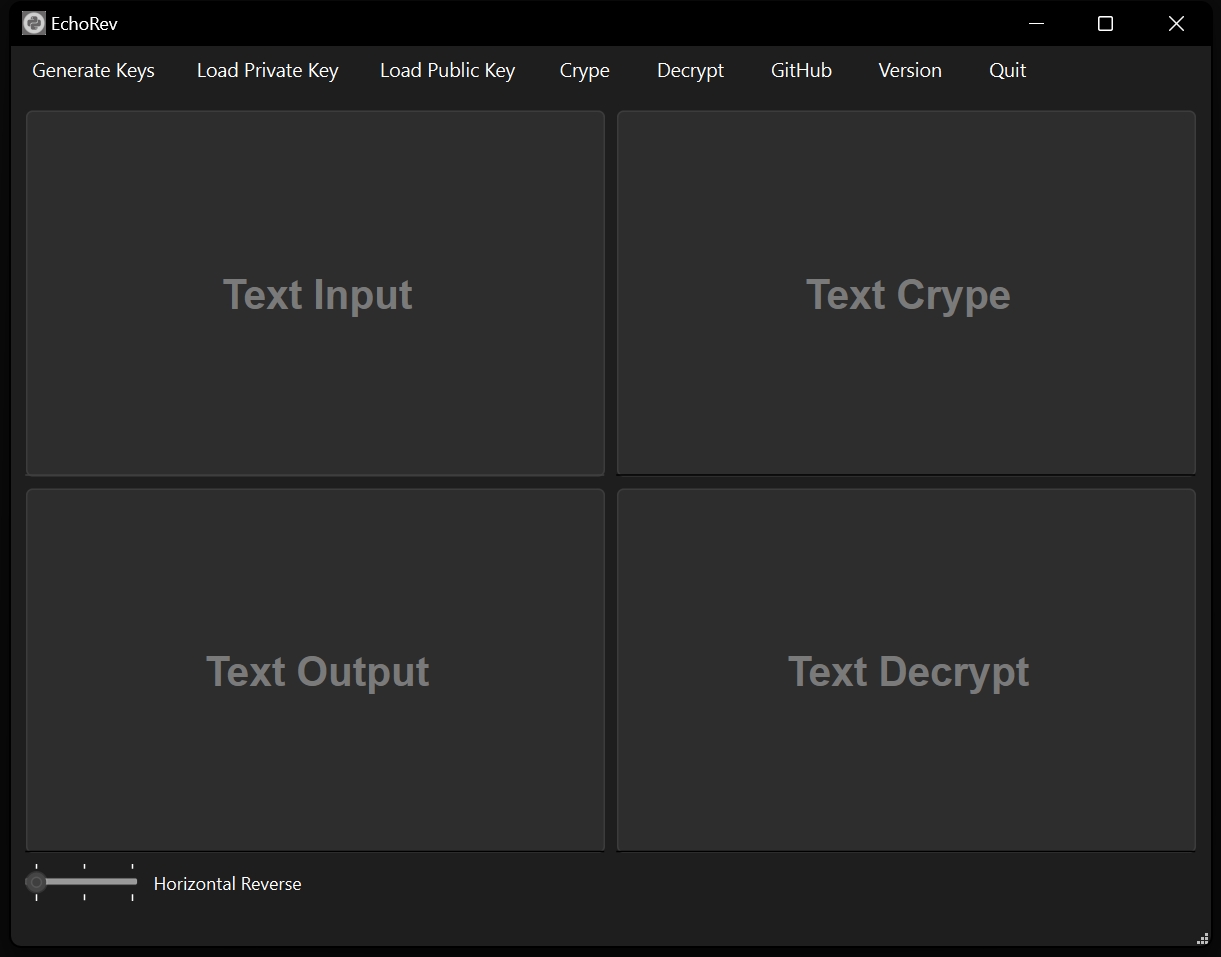 EchoRev
Generate Keys Load Private Key Load Public Key Crype Decrypt GitHub Version Quit
Text Input Text Crype
Text Output Text Decrypt
Horizontal Reverse